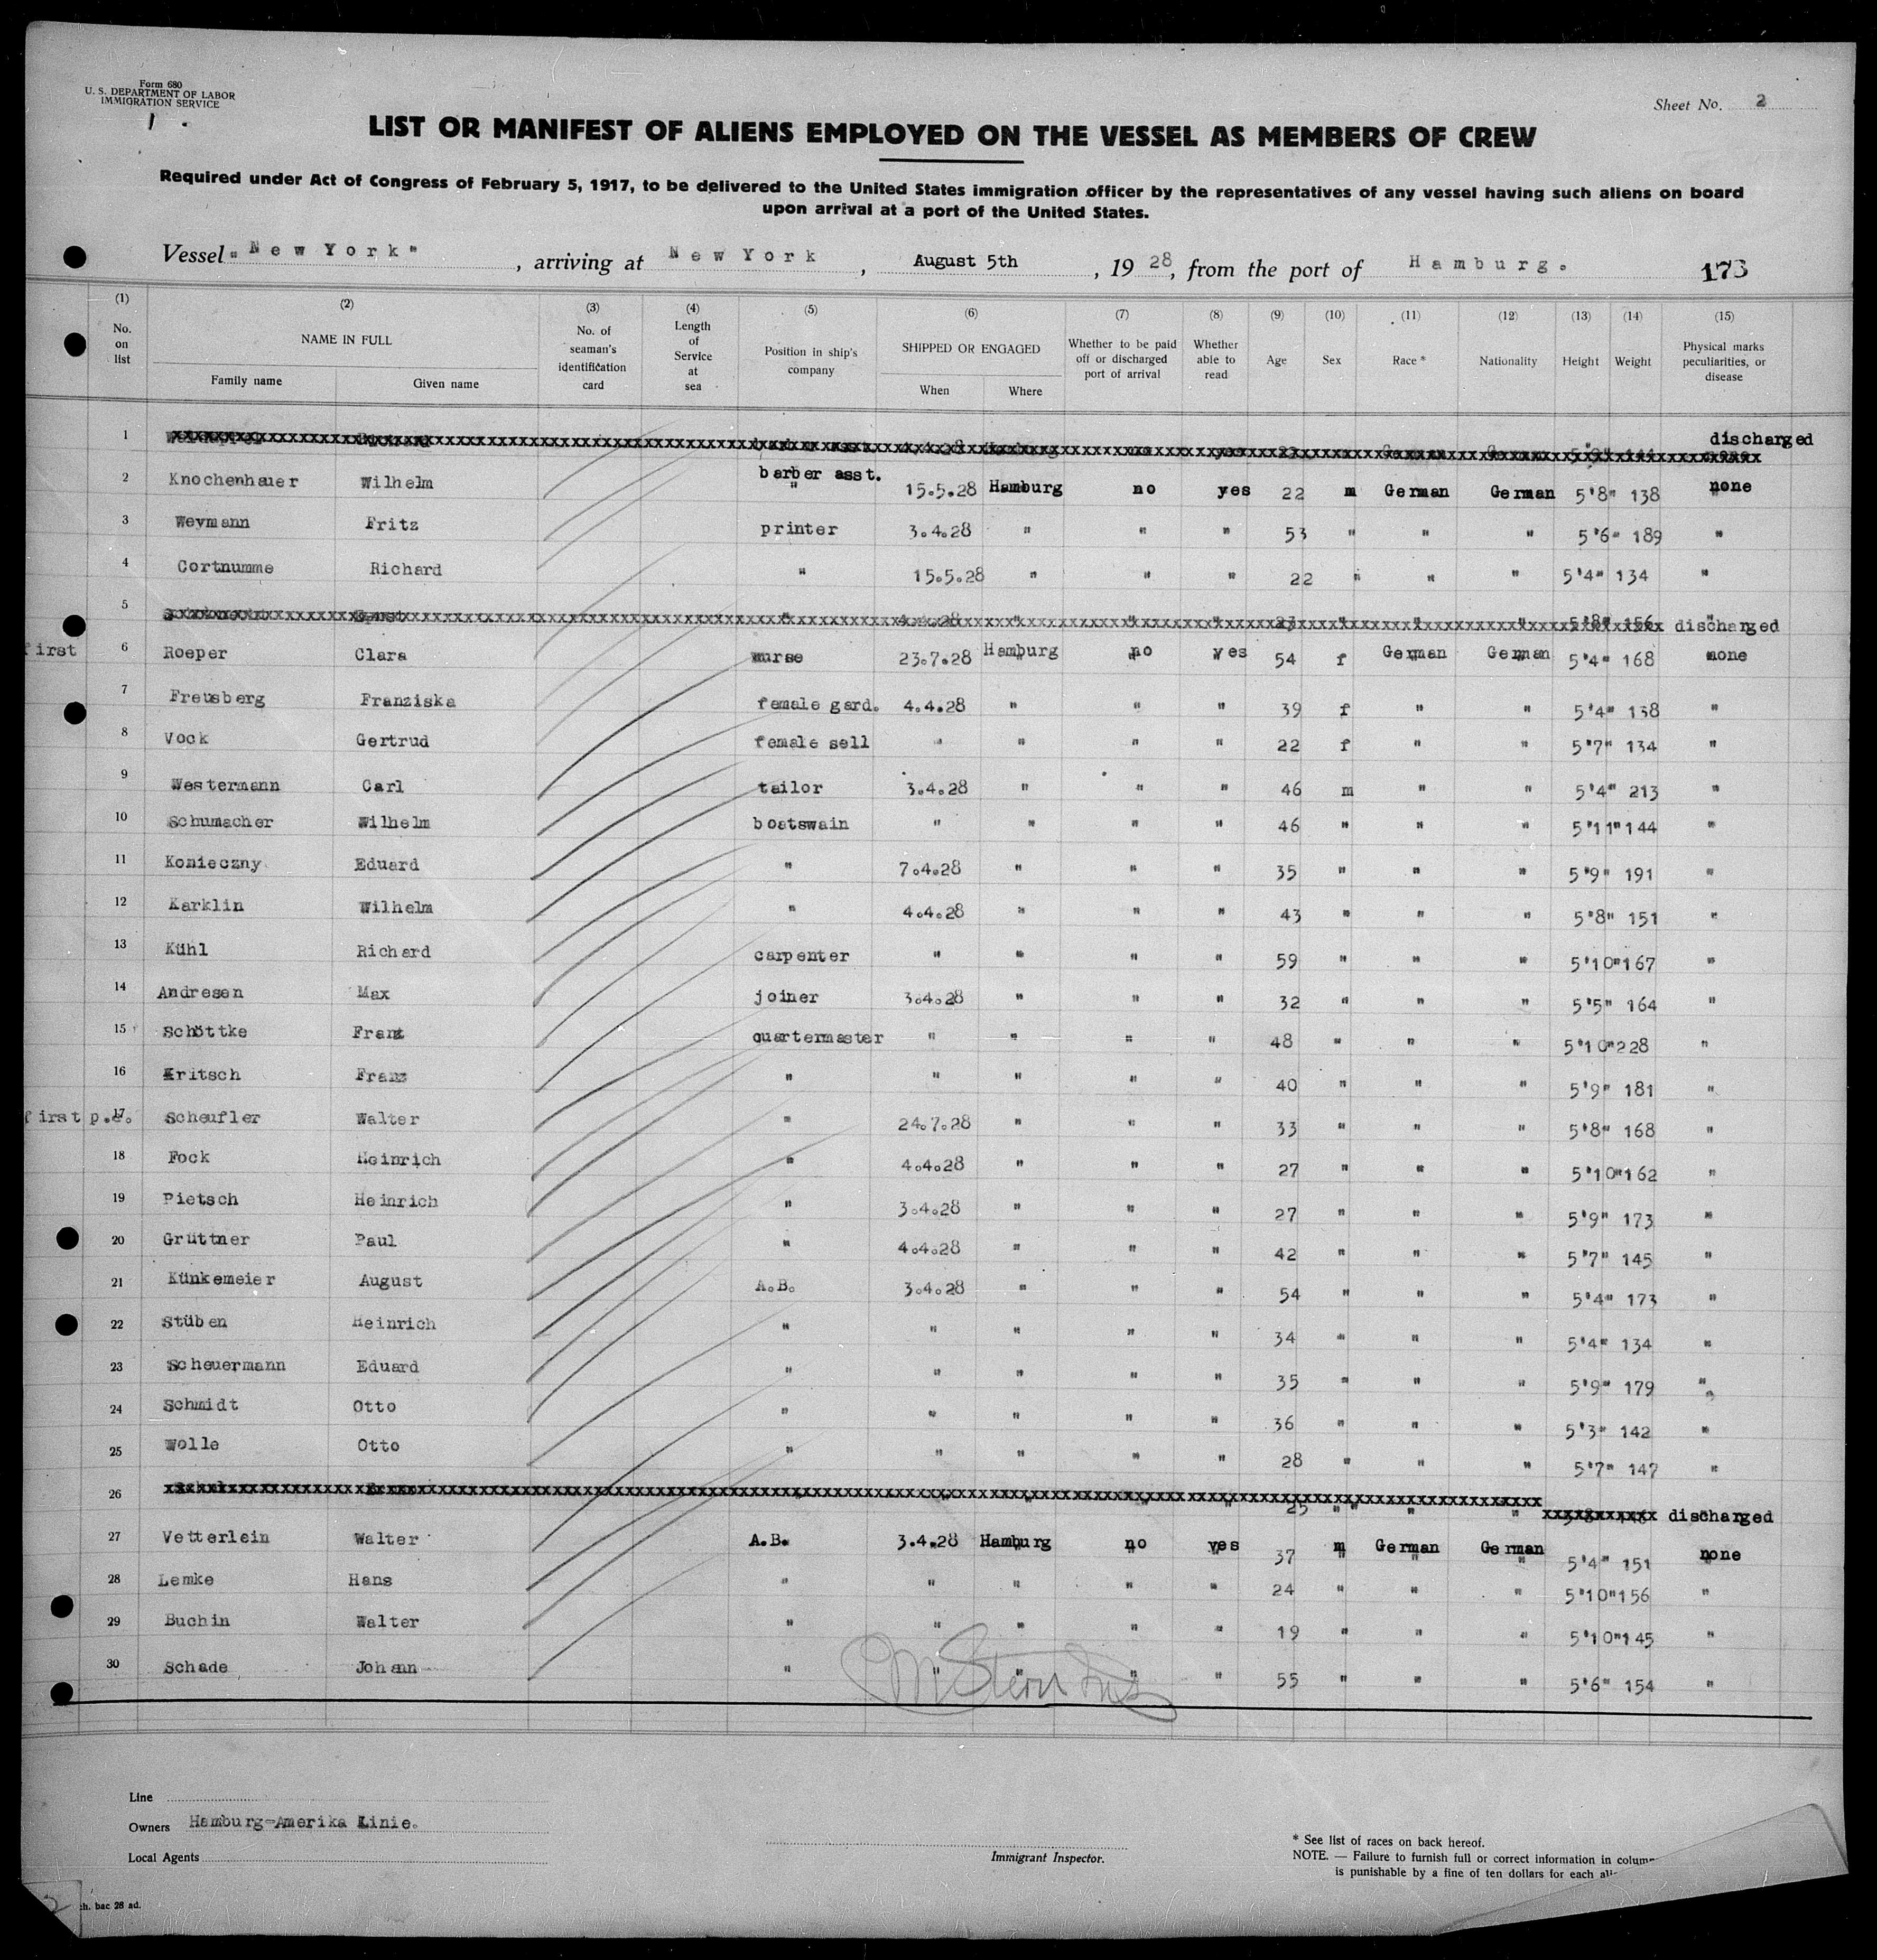 Form 680
U. S. DEPARTMENT OF LABOR
IMMIGRATION SERVICE
Sheet No. 2
LIST OR MANIFEST OF ALIENS EMPLOYED ON THE VESSEL AS MEMBERS OF CREW
Required under Act of Congress of February 5, 1917, to be delivered to the United States immigration officer by the representatives of any vessel having such aliens on board
upon arrival at a port of the United States.
Vessel "New York", arriving at New York, August 5th, 1928, from the port of Hamburg. 173
(1) No. on list (2) NAME IN FULL Family name Given name (3) No. of seaman's identification card (4) Length of Service at sea (5) Position in ship's company (6) SHIPPED OR ENGAGED When Where (7) Whether to be paid off or discharged port of arrival (8) Whether able to read (9) Age (10) Sex (11) Race * (12) Nationality (13) Height (14) Weight (15) Physical marks peculiarities, or disease
1 discharged
2 Knochenhauer Wilhelm barber asst. " 15.5.28 Hamburg no yes 22 m German German 5'8" 138 none
3 Weymann Fritz printer 3.4.28 " " " 53 " " " 5'6" 189 "
4 Cortnumme Richard " 15.5.28 " " " 22 " " " 5'4" 134 "
5 discharged
first 6 Roeper Clara nurse 23.7.28 Hamburg no yes 54 f German German 5'4" 168 none
7 Freusberg Franziska female gard. 4.4.28 " " " 39 f " " 5'4" 138 "
8 Vock Gertrud female sell " " " " 22 f " " 5'7" 134 "
9 Westermann Carl tailor 3.4.28 " " " 46 m " " 5'4" 213 "
10 Schumacher Wilhelm boatswain " " " " 46 " " " 5'11" 144 "
11 Konieczny Eduard " 7.4.28 " " " 35 " " " 5'9" 191 "
12 Karklin Wilhelm " 4.4.28 " " " 43 " " " 5'8" 151 "
13 Kühl Richard carpenter " " " " 59 " " " 5'10" 167 "
14 Andresen Max joiner 3.4.28 " " " 32 " " " 5'5" 164 "
15 Schöttke Franz quartermaster " " " " 48 " " " 5'10" 228 "
16 Kritsch Franz " " " " " 40 " " " 5'9" 181 "
first p.e. 17 Scheufler Walter " 24.7.28 " " " 33 " " " 5'8" 168 "
18 Fock Heinrich " 4.4.28 " " " 27 " " " 5'10" 162 "
19 Pietsch Heinrich " 3.4.28 " " " 27 " " " 5'9" 173 "
20 Grüttner Paul " 4.4.28 " " " 42 " " " 5'7" 145 "
21 Künkemeier August A.B. 3.4.28 " " " 54 " " " 5'4" 173 "
22 Stüben Heinrich " " " " " 34 " " " 5'4" 134 "
23 Scheuermann Eduard " " " " " 35 " " " 5'9" 179 "
24 Schmidt Otto " " " " " 36 " " " 5'3" 142 "
25 Wolle Otto " " " " " 28 " " " 5'7" 147 "
26 25 " " " discharged
27 Vetterlein Walter A.B. 3.4.28 Hamburg no yes 37 m German German 5'4" 151 none
28 Lemke Hans " " " " " 24 " " " 5'10" 156 "
29 Buchin Walter " " " " " 19 " " " 5'10" 145 "
30 Schade Johann " " " " " 55 " " " 5'6" 154 "
Line
Owners Hamburg-Amerika Linie.
Local Agents
Immigrant Inspector.
* See list of races on back hereof.
NOTE. — Failure to furnish full or correct information in
is punishable by a fine of ten dollars for each
bac 28 ad.